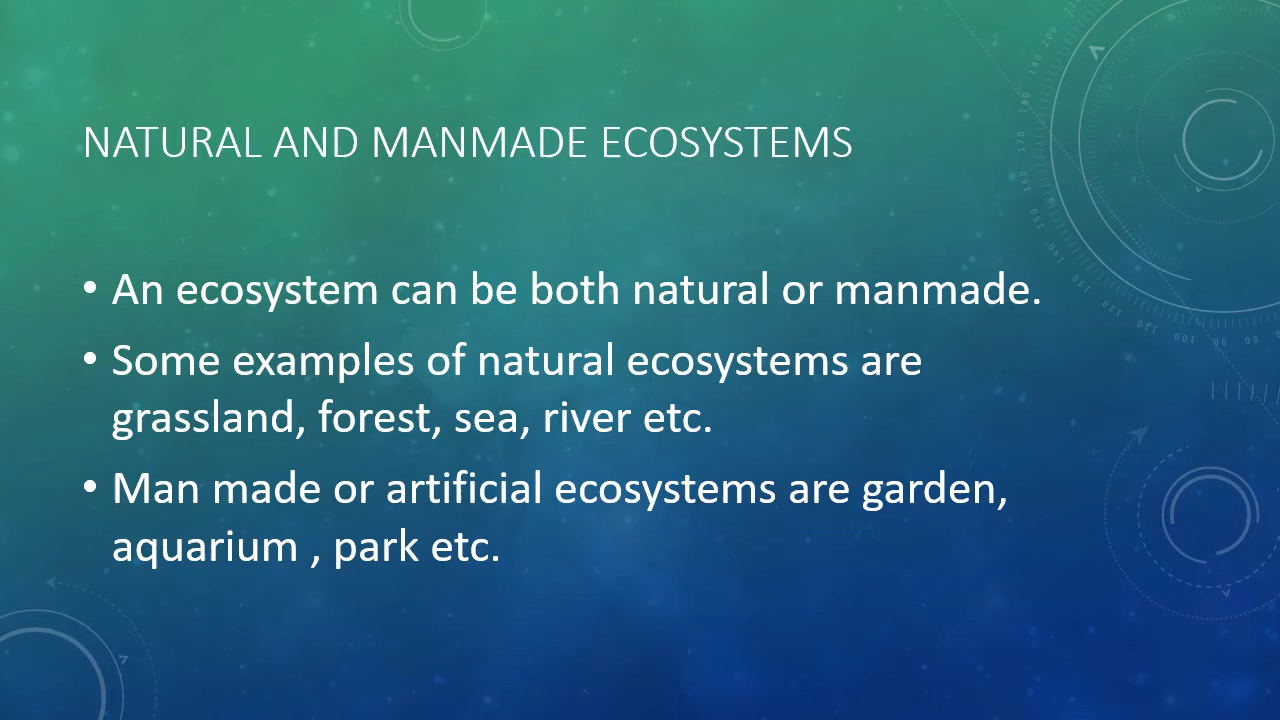 NATURAL AND MANMADE ECOSYSTEMS
• An ecosystem can be both natural or manmade.
• Some examples of natural ecosystems are
grassland, forest, sea, river etc.
• Man made or artificial ecosystems are garden,
aquarium , park etc.